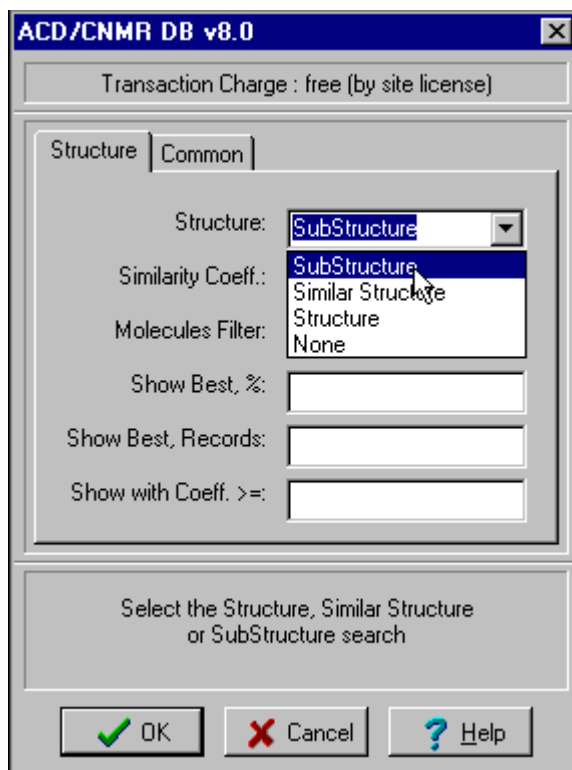 ACD/CNMR DB v8.0
Transaction Charge : free (by site license)
Structure Common
Structure: SubStructure
SubStructure
Similarity Coeff.: Similar Structure
Structure
Molecules Filter: None
Show Best, %:
Show Best, Records:
Show with Coeff. >=:
Select the Structure, Similar Structure
or SubStructure search
OK Cancel ? Help